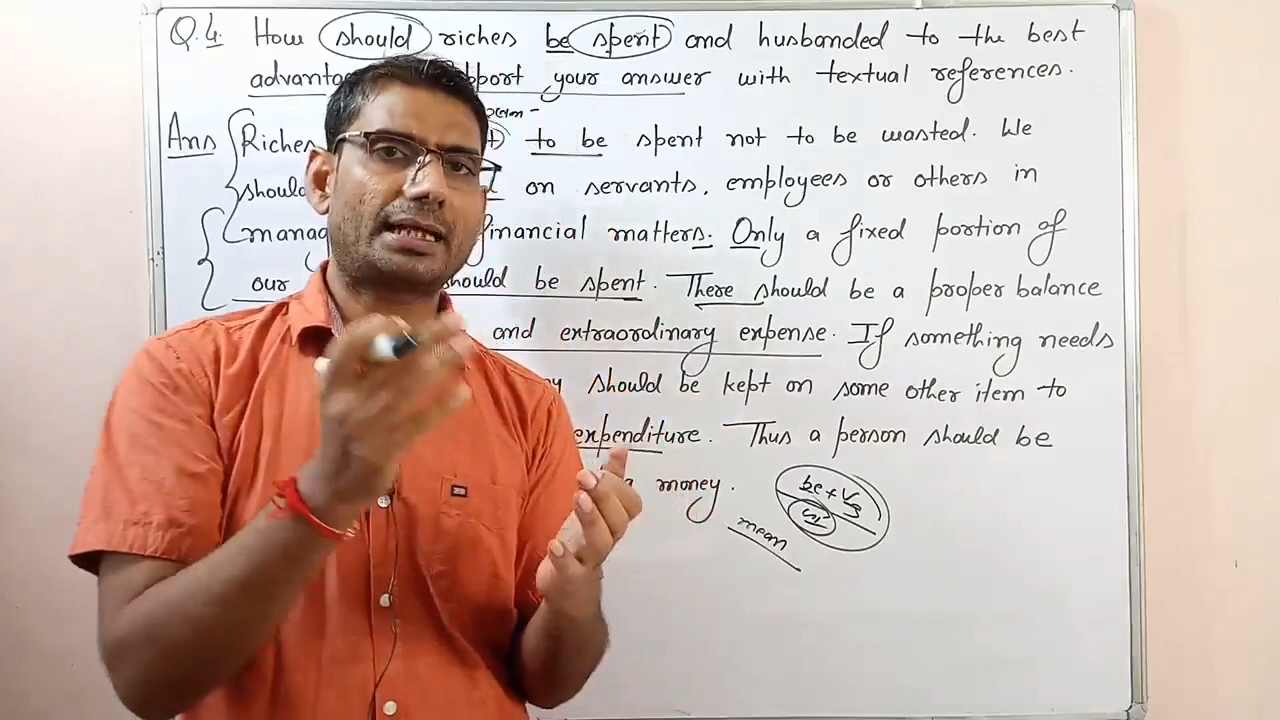 Q.4. How should riches be spent and husbanded to the best
your answer with textual references.
Ans Riches to be spent not to be wasted. We
on servants, employees or others in
financial matters. Only a fixed portion of
our should be spent. There should be a proper balance
and extraordinary expense. If something needs
should be kept on some other item to
expenditure. Thus a person should be
money.
be + V3
mean